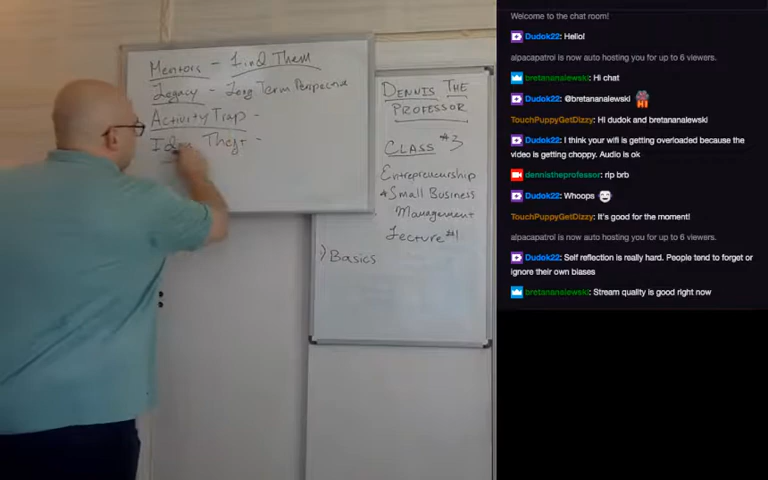 Mentors - Find Them
Legacy - Long Term Perspective
Activity Trap -
Idea Theft -
DENNIS THE
PROFESSOR
CLASS #3
Entrepreneurship
+Small Business
Management
Lecture #1
1) Basics
Welcome to the chat room!
Dudok22: Hello!
alpacapatrol is now auto hosting you for up to 6 viewers.
bretananalewski: Hi chat
Dudok22: @bretananalewski HI
TouchPuppyGetDizzy: Hi dudok and bretananalewski
Dudok22: I think your wifi is getting overloaded because the
video is getting choppy. Audio is ok
dennistheprofessor: rip brb
Dudok22: Whoops
TouchPuppyGetDizzy: It's good for the moment!
alpacapatrol is now auto hosting you for up to 6 viewers.
Dudok22: Self reflection is really hard. People tend to forget or
ignore their own biases
bretananalewski: Stream quality is good right now